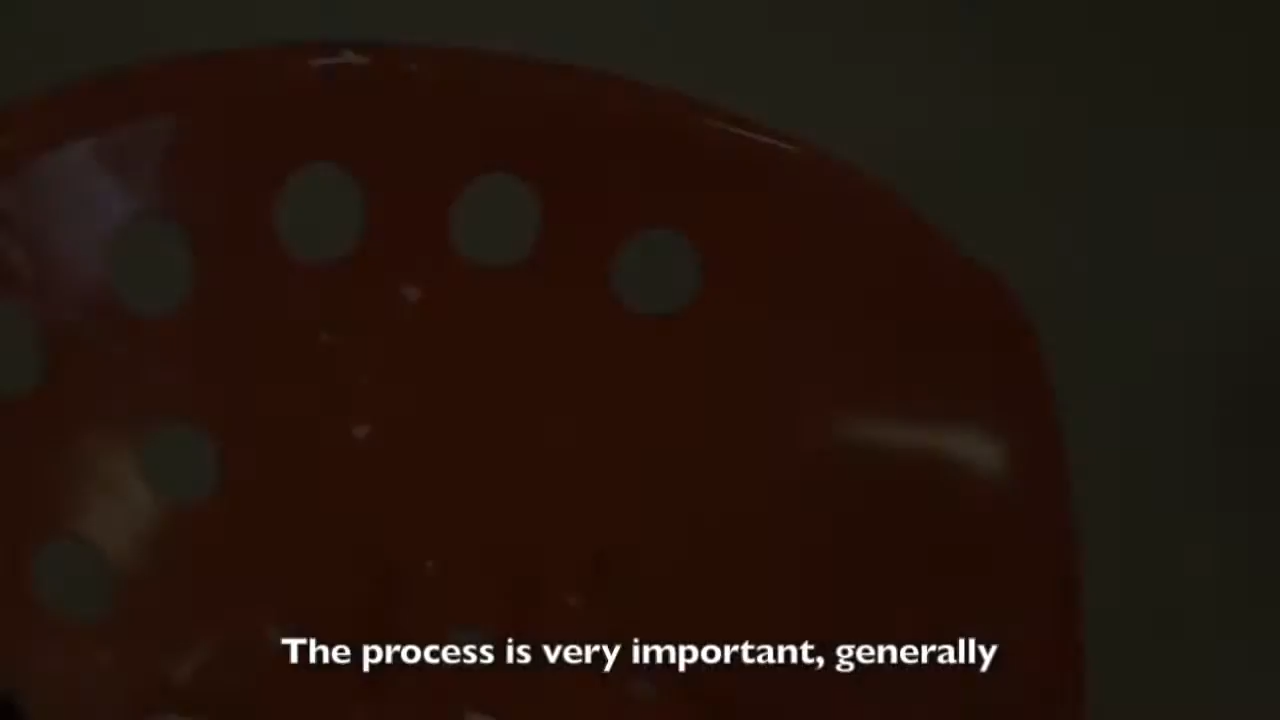 The process is very important, generally